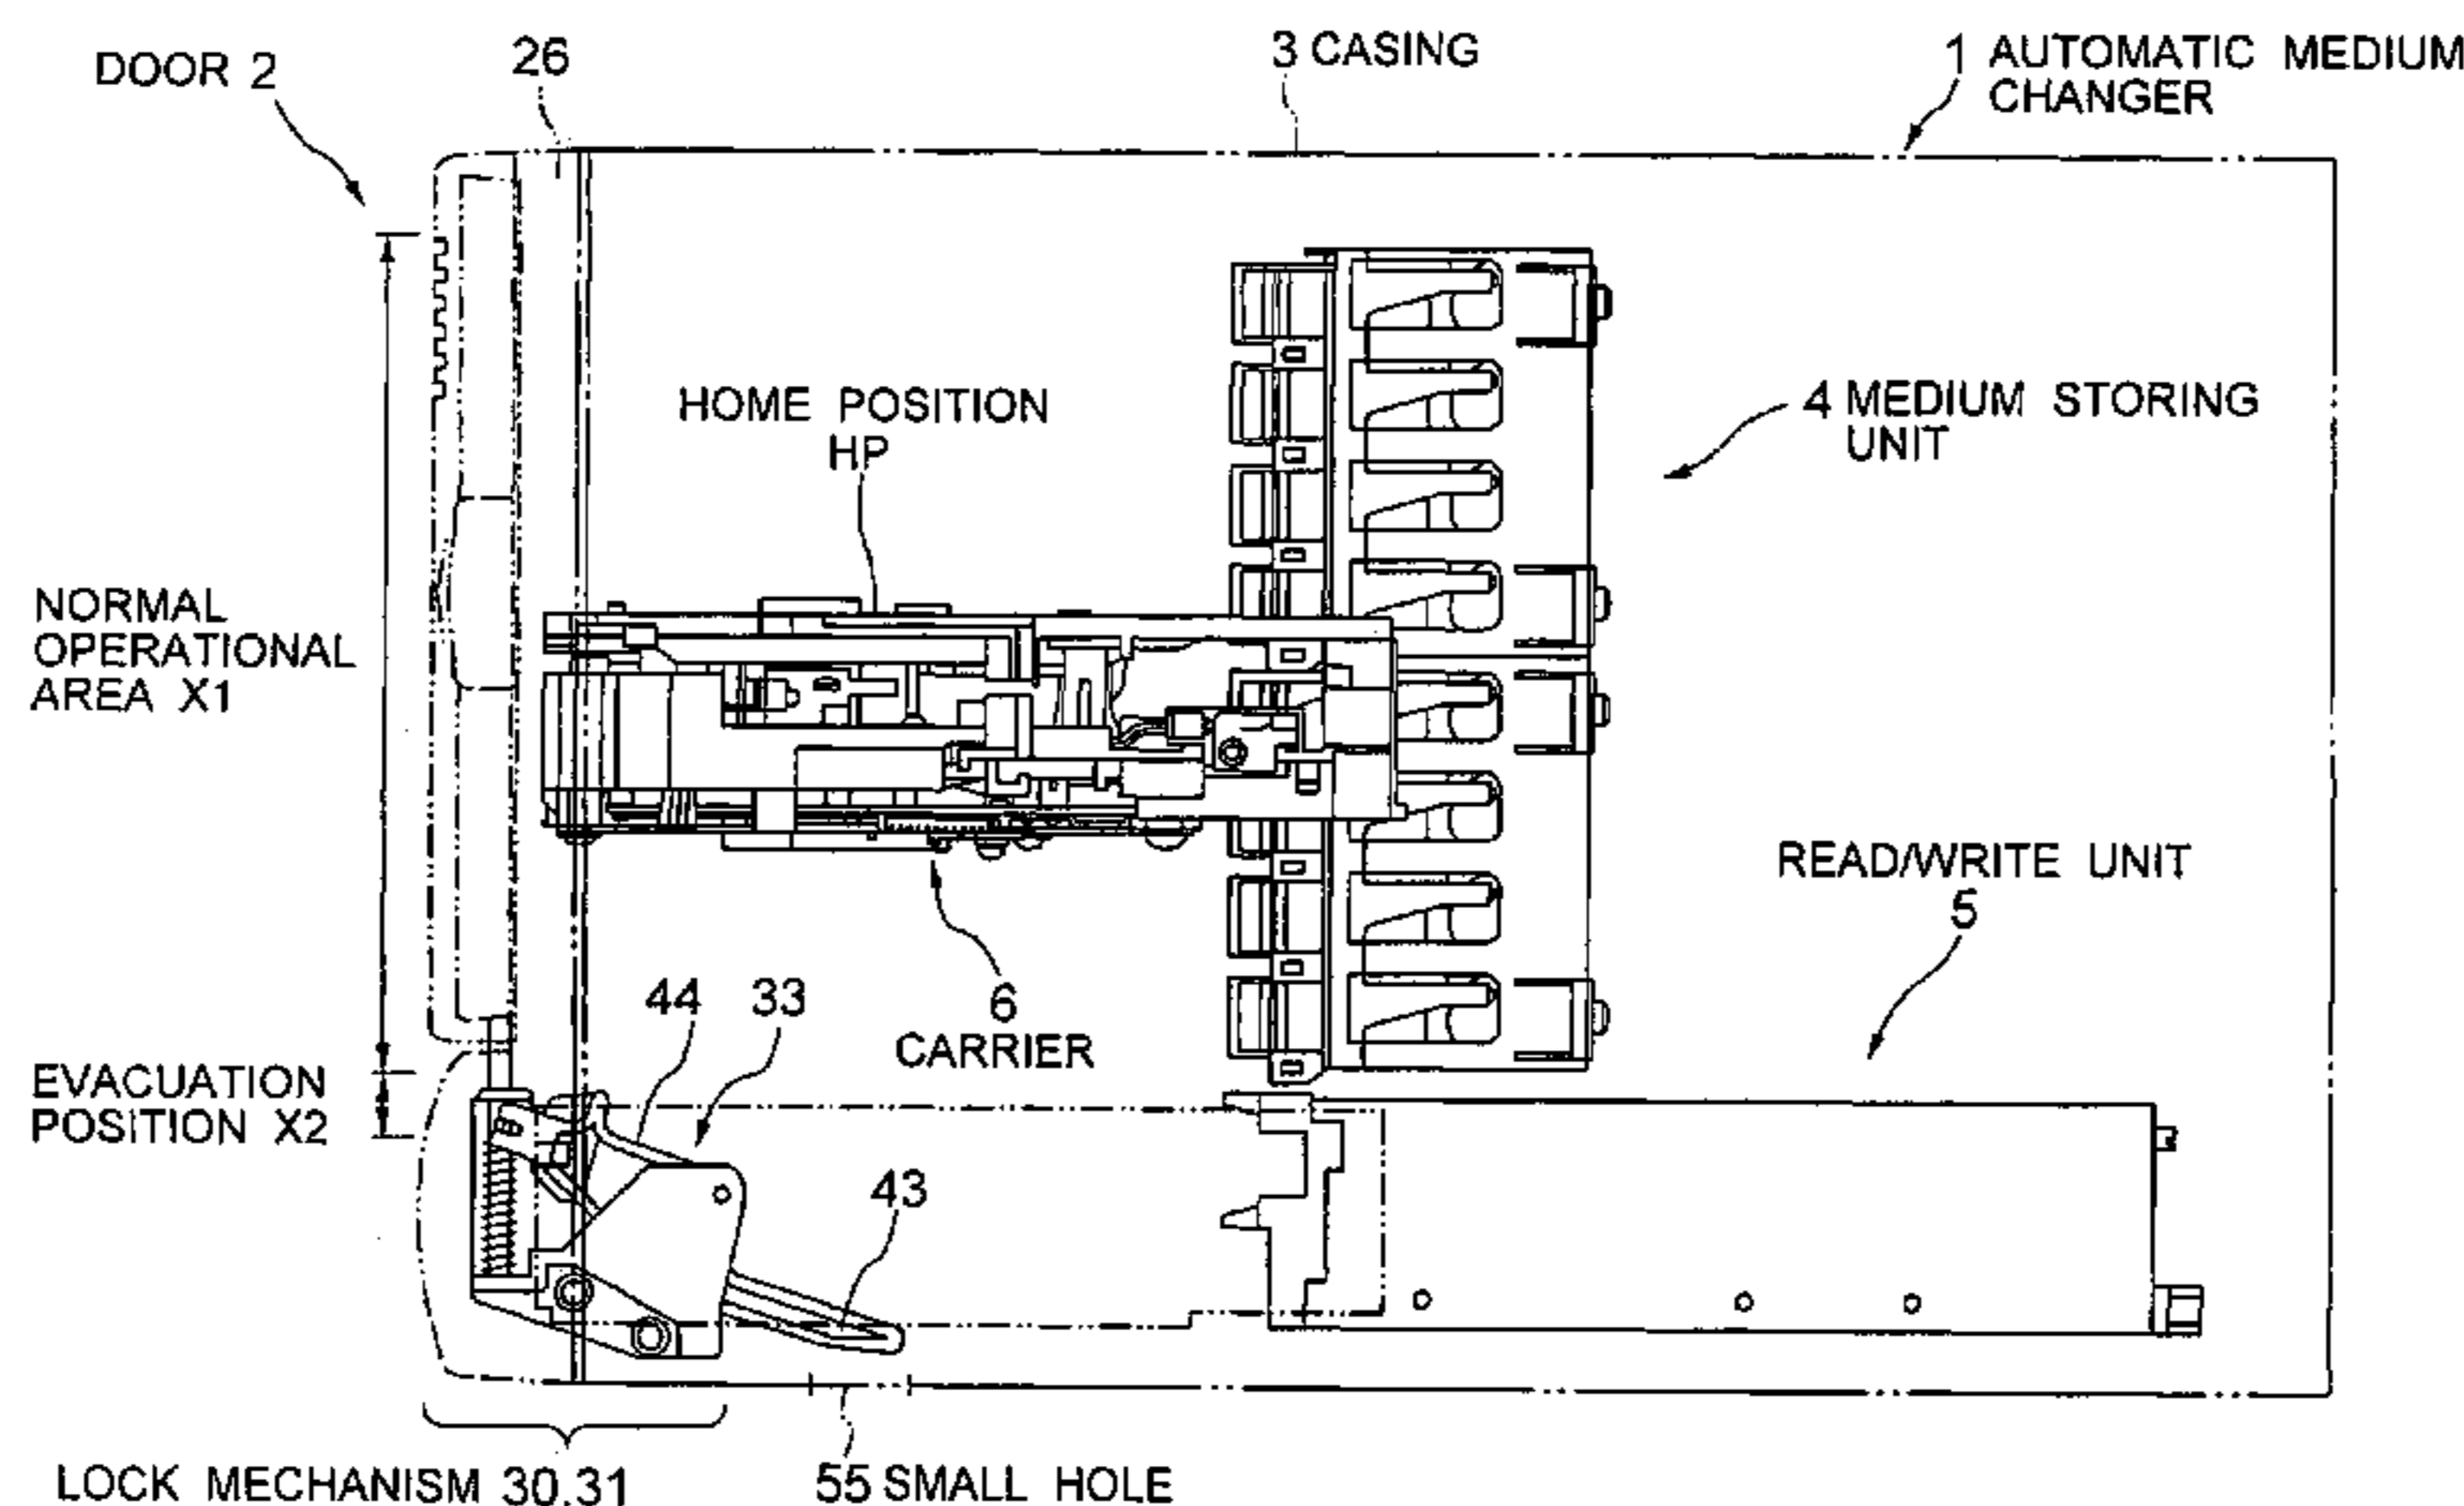 DOOR 2
26
3 CASING
1 AUTOMATIC MEDIUM
CHANGER
HOME POSITION
HP
4 MEDIUM STORING
UNIT
NORMAL
OPERATIONAL
AREA X1
READ/WRITE UNIT
5
44
33
6
CARRIER
EVACUATION
POSITION X2
43
LOCK MECHANISM 30,31
55 SMALL HOLE